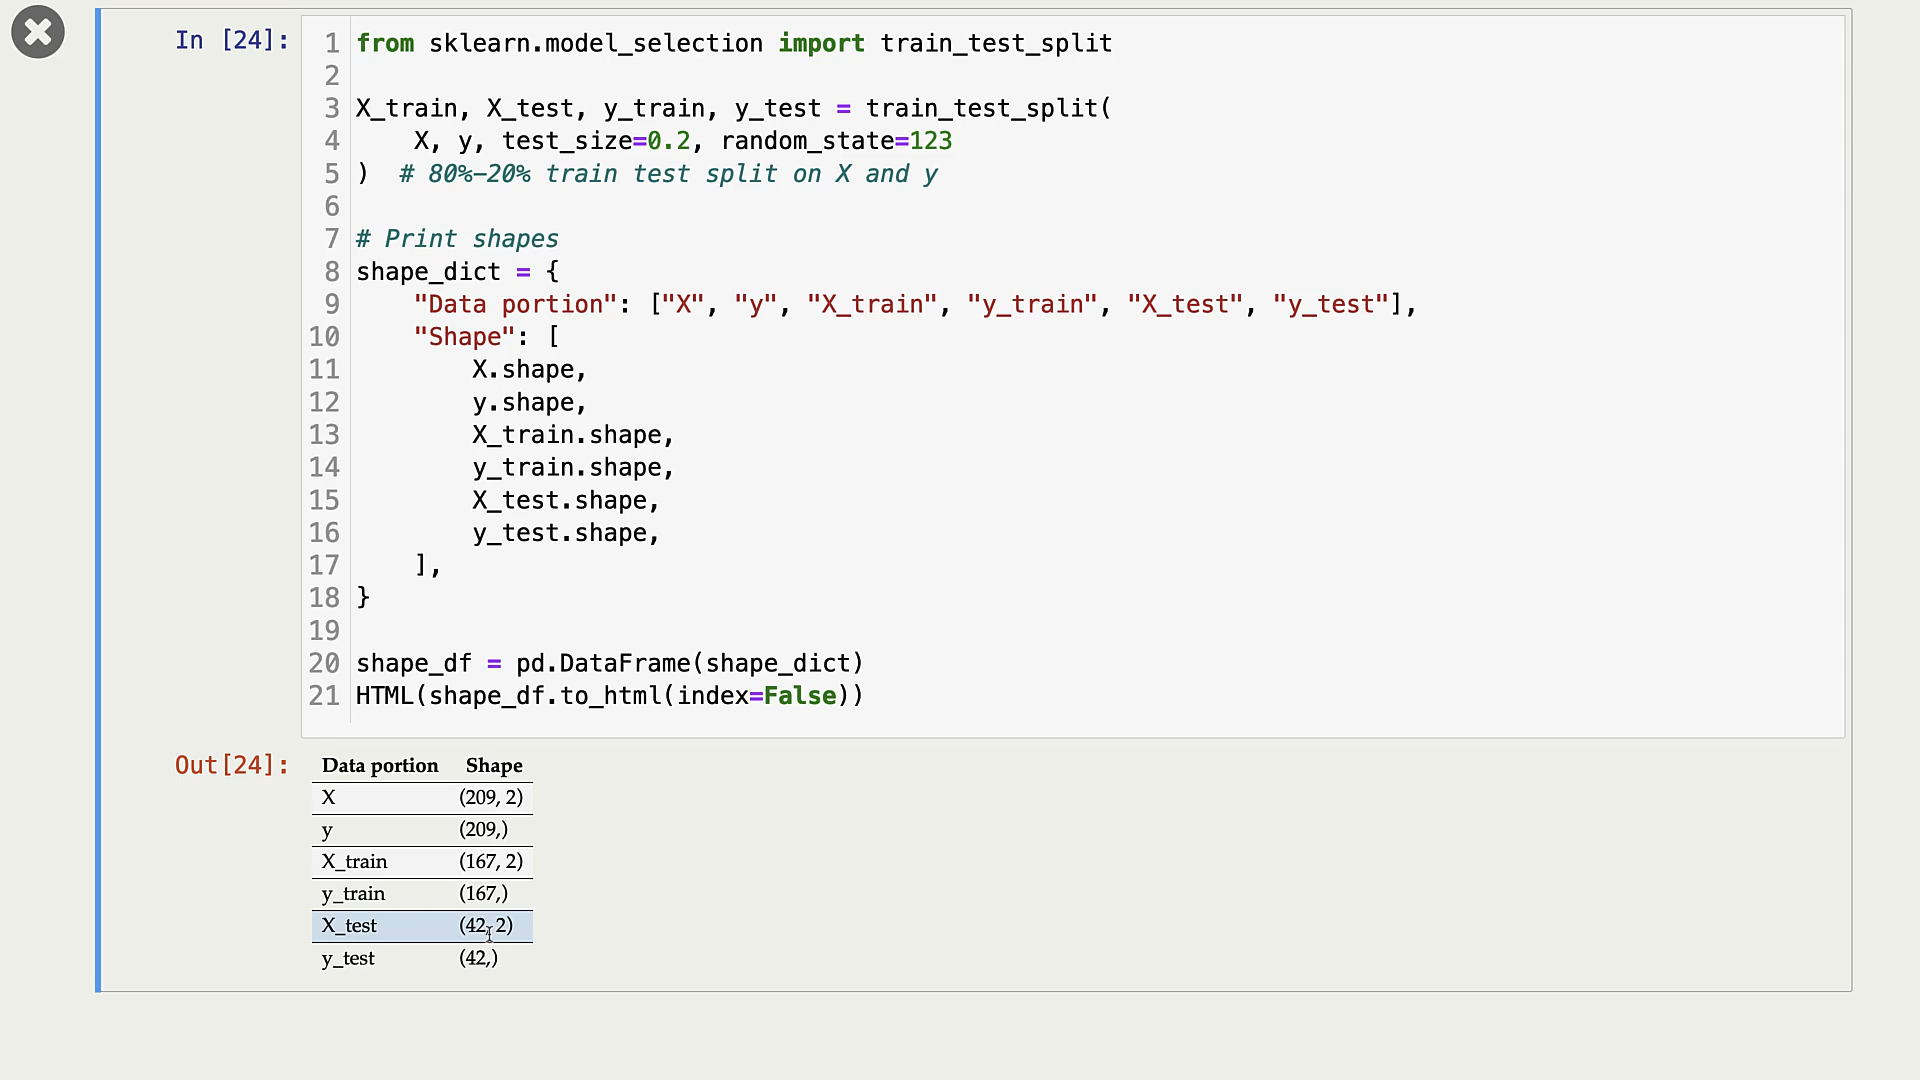 In [24]:
1 from sklearn.model_selection import train_test_split
2
3 X_train, X_test, y_train, y_test = train_test_split(
4     X, y, test_size=0.2, random_state=123
5 )  # 80%-20% train test split on X and y
6
7 # Print shapes
8 shape_dict = {
9     "Data portion": ["X", "y", "X_train", "y_train", "X_test", "y_test"],
10     "Shape": [
11         X.shape,
12         y.shape,
13         X_train.shape,
14         y_train.shape,
15         X_test.shape,
16         y_test.shape,
17     ],
18 }
19
20 shape_df = pd.DataFrame(shape_dict)
21 HTML(shape_df.to_html(index=False))
Out[24]:
Data portion Shape
X (209, 2)
y (209,)
X_train (167, 2)
y_train (167,)
X_test (42, 2)
y_test (42,)